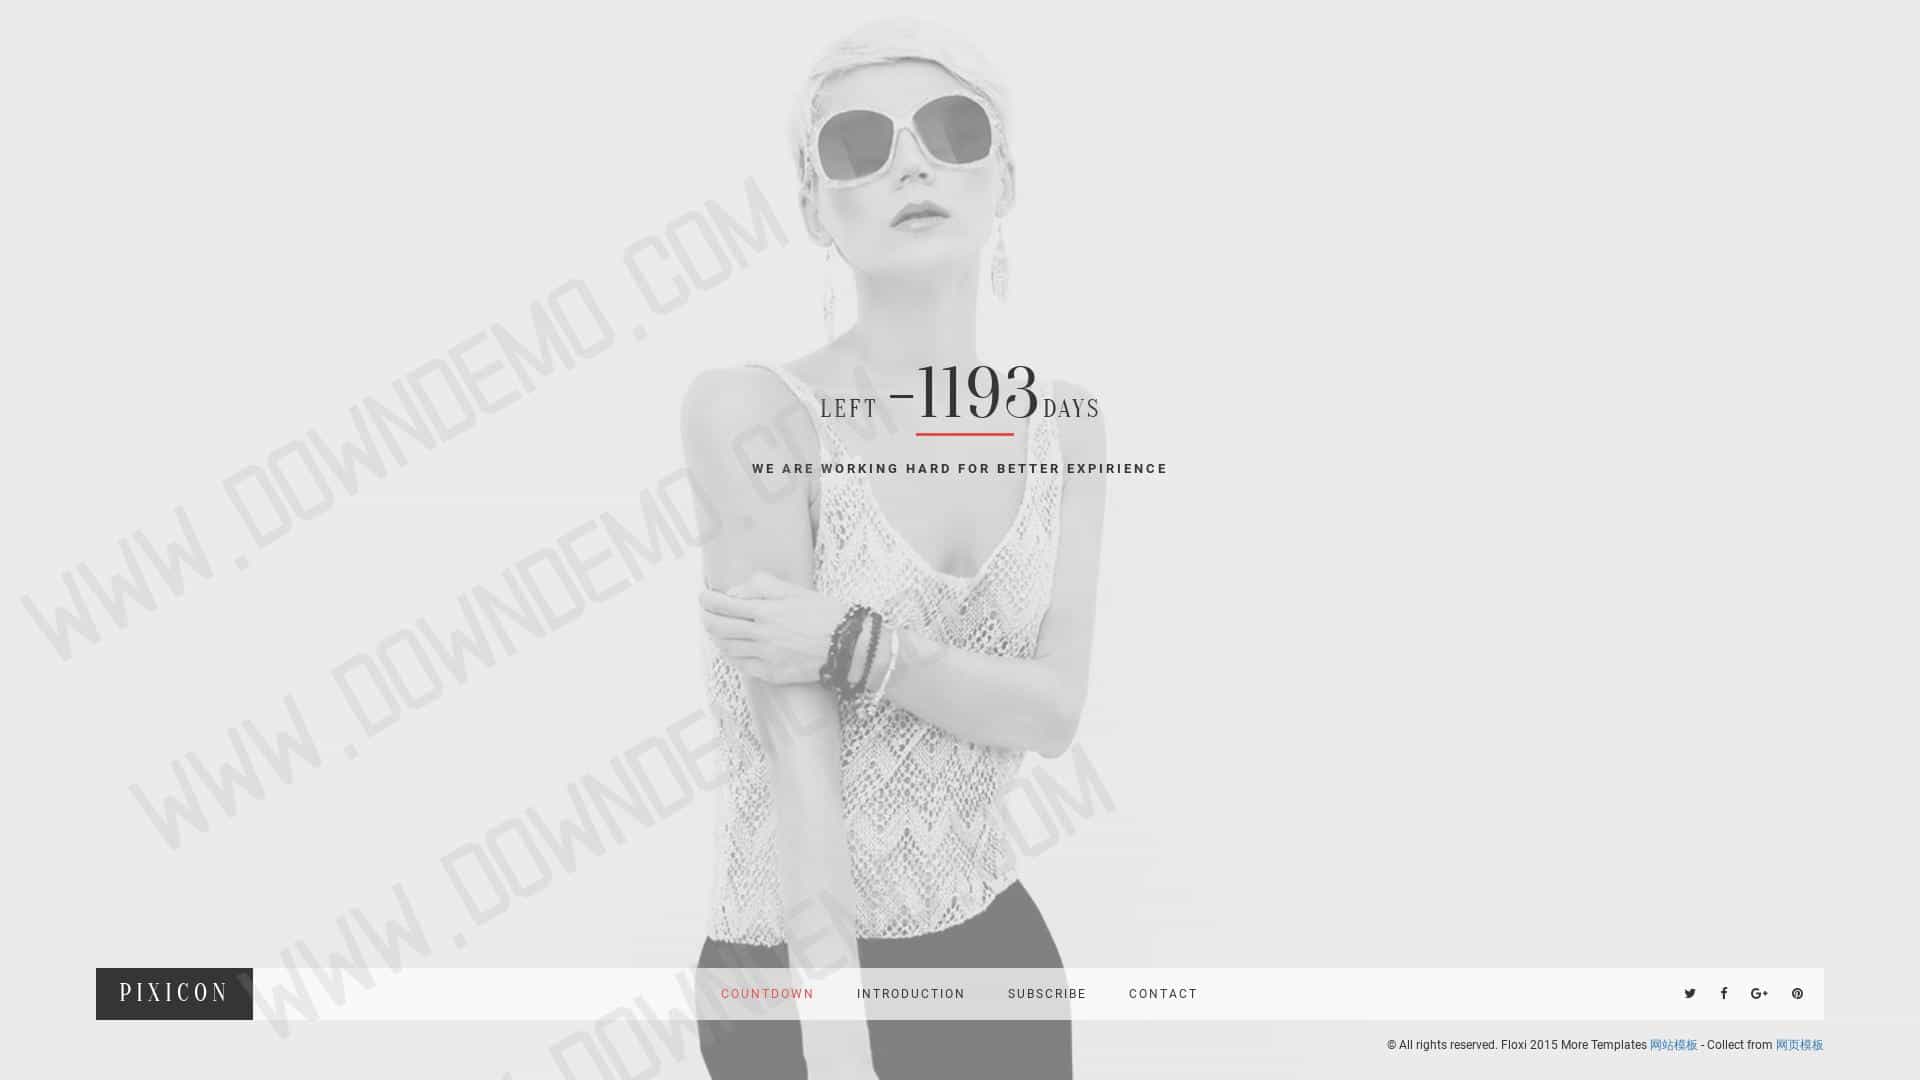 WWW.DOWNDEMO.COM
LEFT -1193 DAYS
WE ARE WORKING HARD FOR BETTER EXPIRIENCE
WWW.DOWNDEMO.COM
WWW.DOWNDEMO
WWW.DOWNDEMO.COM
PIXICON COUNTDOWN INTRODUCTION SUBSCRIBE CONTACT
© All rights reserved. Floxi 2015 More Templates 网站模板 - Collect from 网页模板